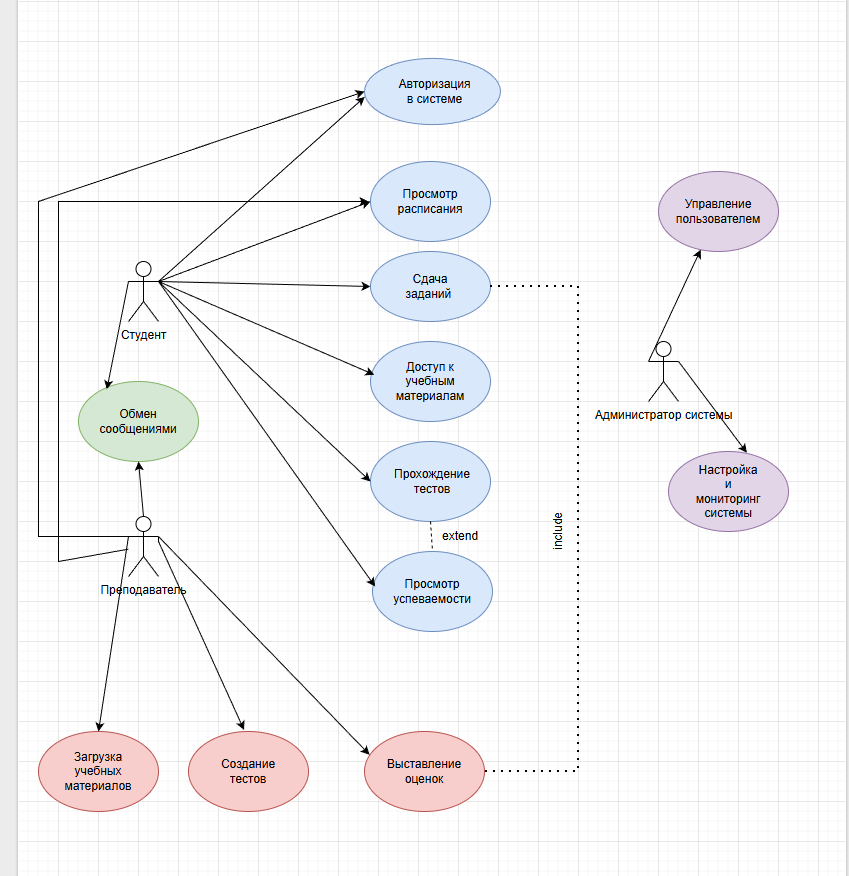 Авторизация
в системе
Просмотр
расписания
Управление
пользователем
Сдача
заданий
Студент
Доступ к
учебным
материалам
Администратор системы
Обмен
сообщениями
Прохождение
тестов
Настройка
и
мониторинг
системы
extend
include
Просмотр
успеваемости
Преподаватель
Загрузка
учебных
материалов
Создание
тестов
Выставление
оценок